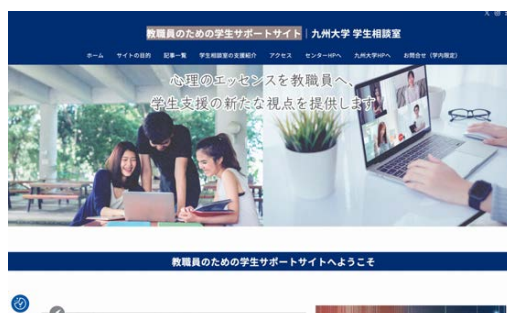 教職員のための学生サポートサイト｜九州大学 学生相談室
ホーム サイトの目的 記事一覧 学生相談室の支援紹介 アクセス センターHPへ 九州大学HPへ お問合せ（学内限定）
心理のエッセンスを教職員へ、
学生支援の新たな視点を提供します
教職員のための学生サポートサイトへようこそ